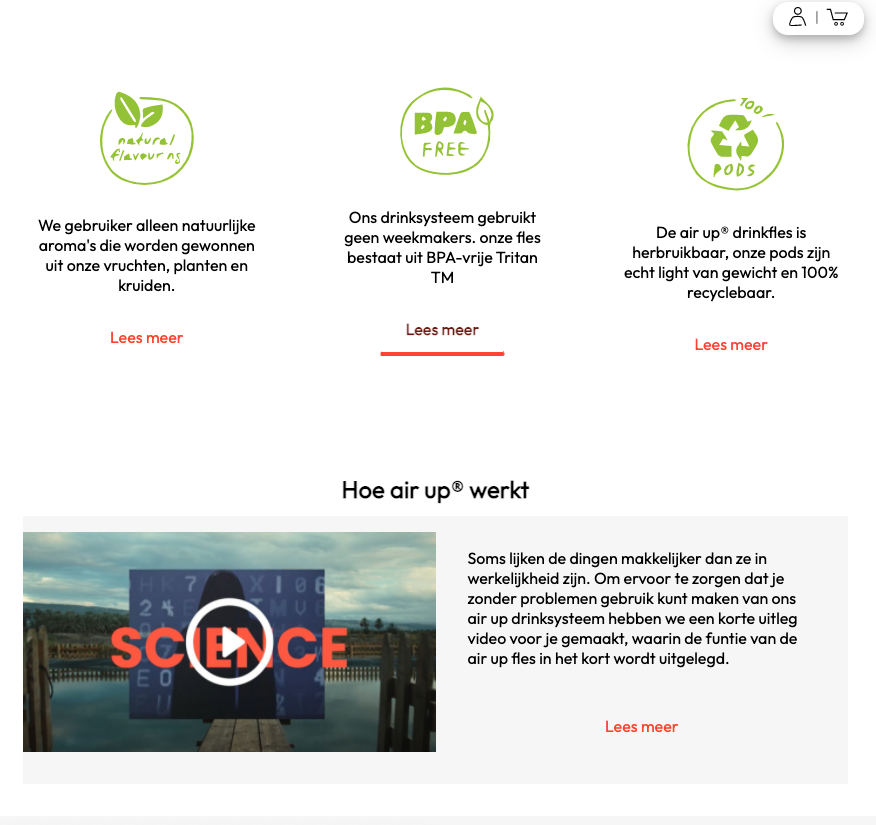 natural
flavouring
We gebruiker alleen natuurlijke
aroma's die worden gewonnen
uit onze vruchten, planten en
kruiden.
Lees meer
BPA
FREE
Ons drinksysteem gebruikt
geen weekmakers. onze fles
bestaat uit BPA-vrije Tritan
TM
Lees meer
100%
PODS
De air up® drinkfles is
herbruikbaar, onze pods zijn
echt light van gewicht en 100%
recyclebaar.
Lees meer
Hoe air up® werkt
SCIENCE
Soms lijken de dingen makkelijker dan ze in
werkelijkheid zijn. Om ervoor te zorgen dat je
zonder problemen gebruik kunt maken van ons
air up drinksysteem hebben we een korte uitleg
video voor je gemaakt, waarin de funtie van de
air up fles in het kort wordt uitgelegd.
Lees meer